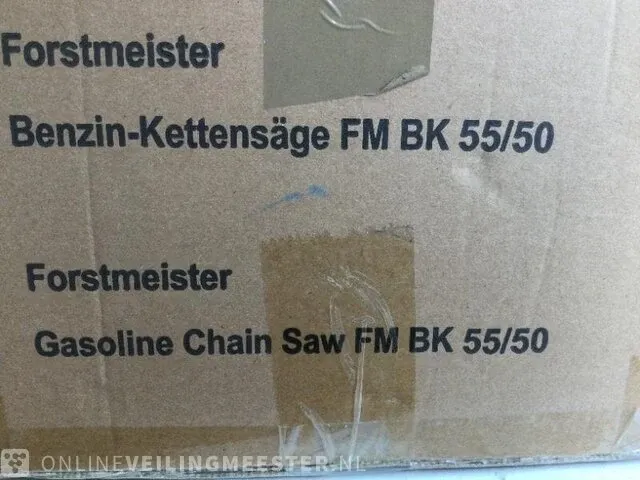 Forstmeister
Benzin-Kettensäge FM BK 55/50
Forstmeister
Gasoline Chain Saw FM BK 55/50
ONLINEVEILINGMEESTER.NL